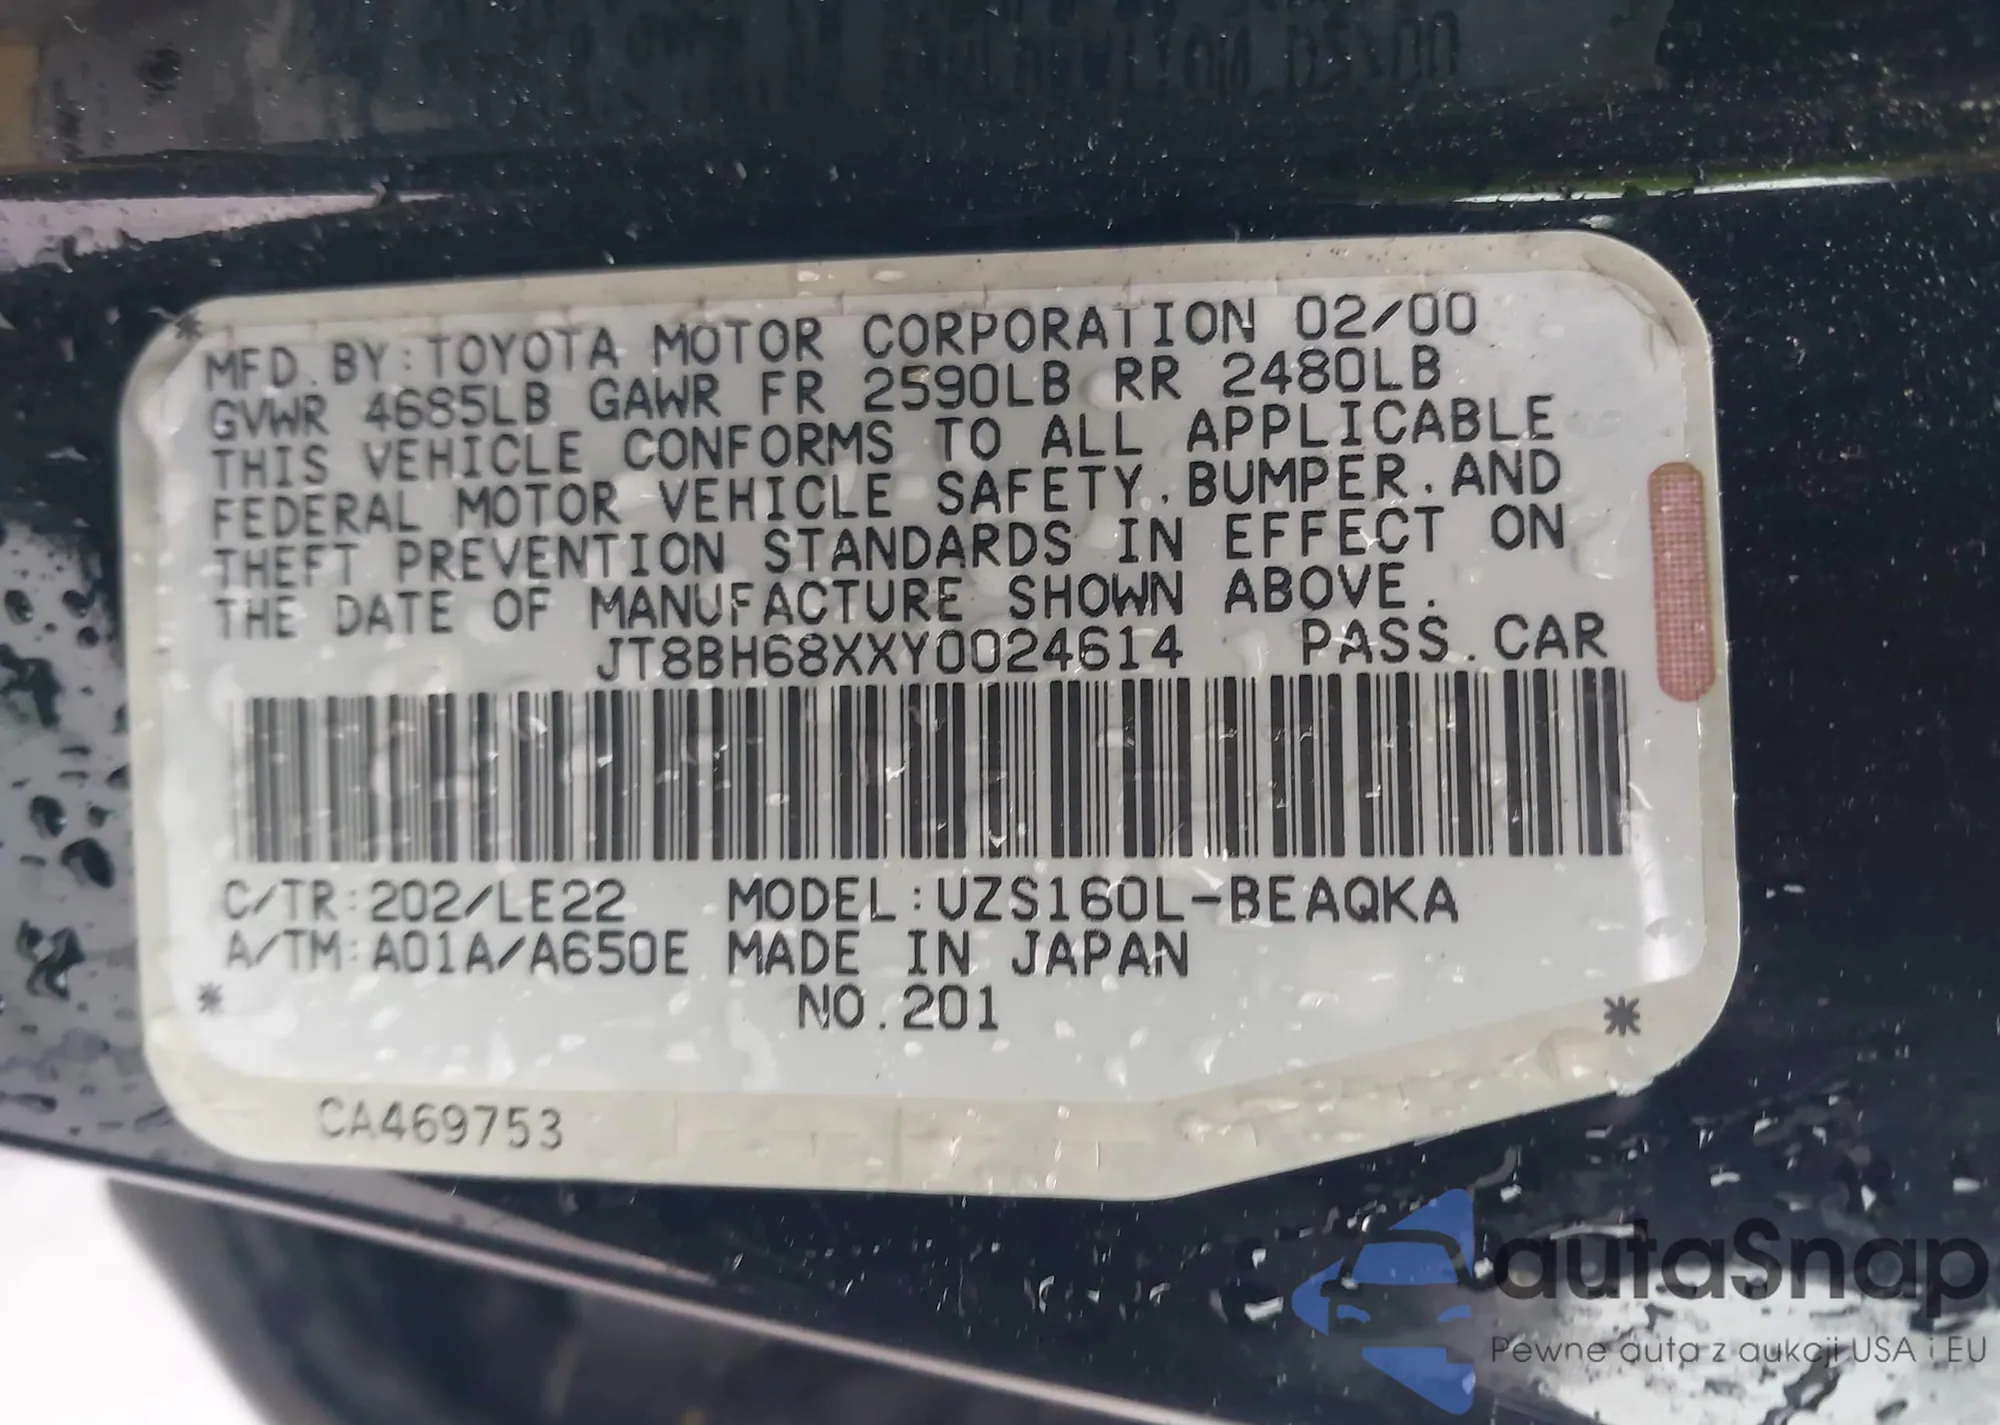 MFD. BY:TOYOTA MOTOR CORPORATION 02/00
GVWR 4685LB GAWR FR 2590LB RR 2480LB
THIS VEHICLE CONFORMS TO ALL APPLICABLE
FEDERAL MOTOR VEHICLE SAFETY.BUMPER.AND
THEFT PREVENTION STANDARDS IN EFFECT ON
THE DATE OF MANUFACTURE SHOWN ABOVE.
JT8BH68XXY0024614 PASS.CAR
C/TR:202/LE22 MODEL:UZS160L-BEAQKA
A/TM:A01A/A650E MADE IN JAPAN
NO.201
CA469753
autaSnap
Pewne auta z aukcji USA i EU